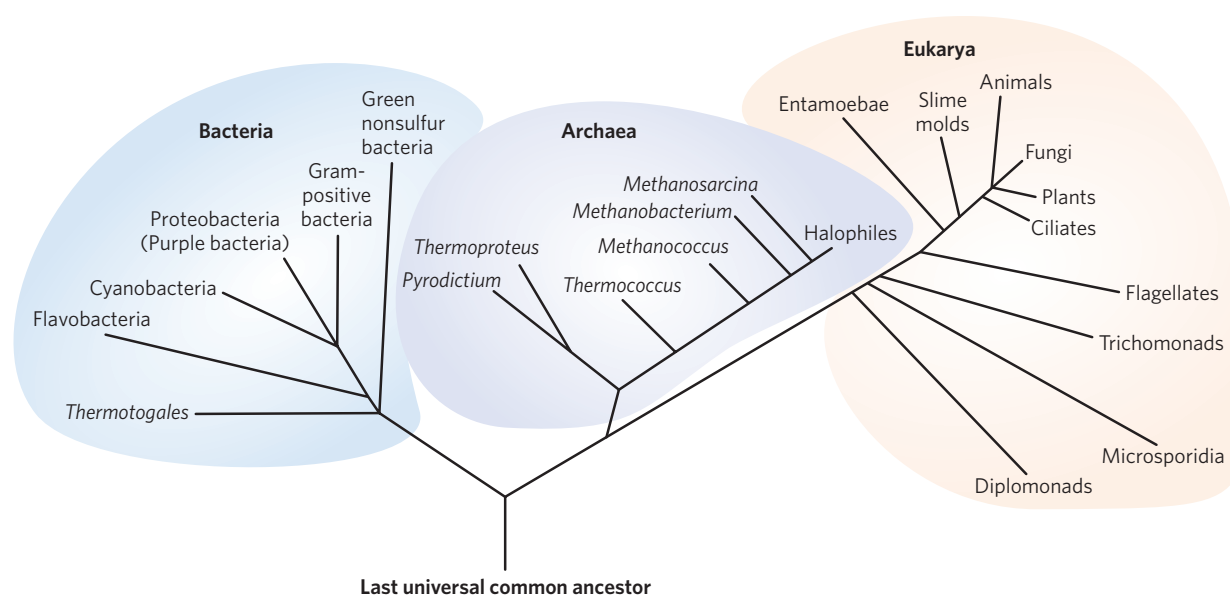 Eukarya
Animals
Entamoebae
Slime
molds
Green
nonsulfur
bacteria
Bacteria
Archaea
Fungi
Gram-
positive
bacteria
Methanosarcina
Plants
Methanobacterium
Proteobacteria
(Purple bacteria)
Ciliates
Halophiles
Thermoproteus
Methanococcus
Pyrodictium
Thermococcus
Cyanobacteria
Flagellates
Flavobacteria
Trichomonads
Thermotogales
Microsporidia
Diplomonads
Last universal common ancestor